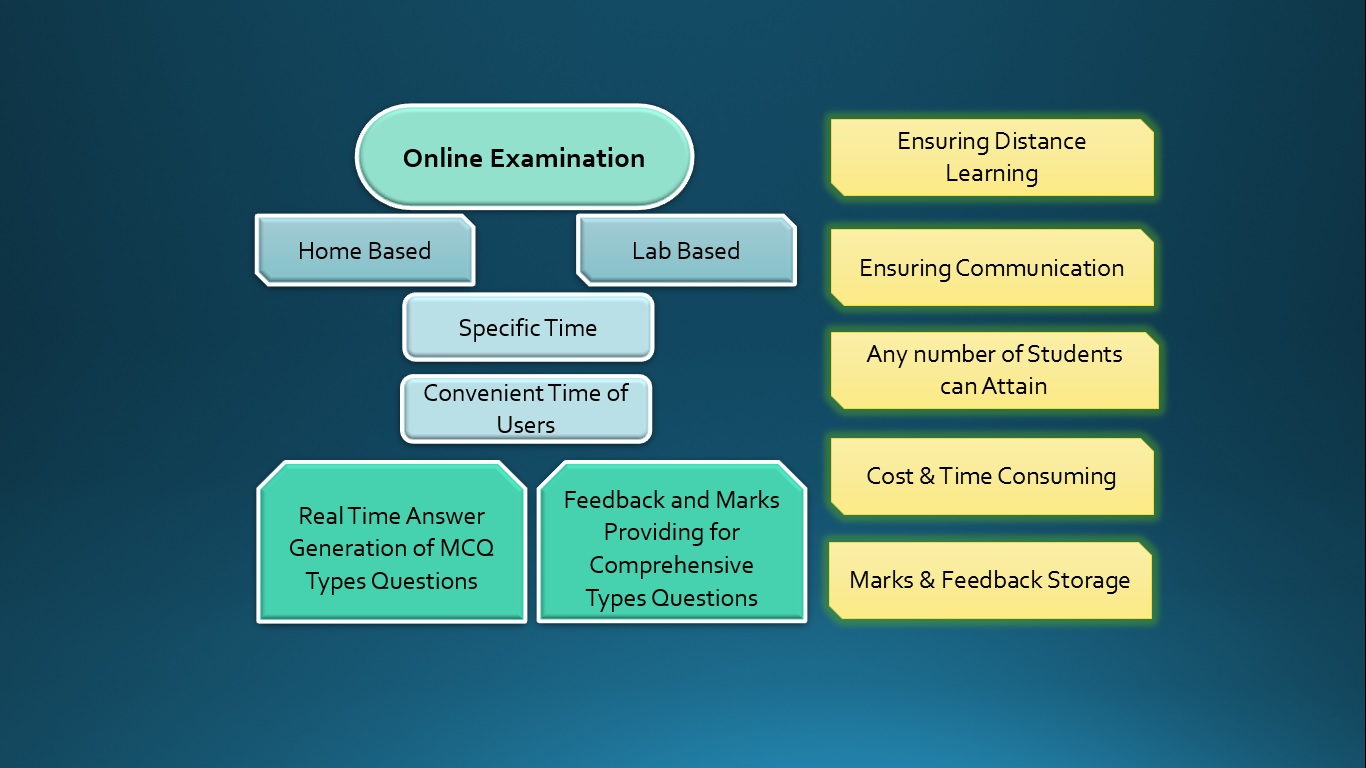 Online Examination
Home Based
Lab Based
Specific Time
Convenient Time of
Users
Real Time Answer
Generation of MCQ
Types Questions
Feedback and Marks
Providing for
Comprehensive
Types Questions
Ensuring Distance
Learning
Ensuring Communication
Any number of Students
can Attain
Cost & Time Consuming
Marks & Feedback Storage